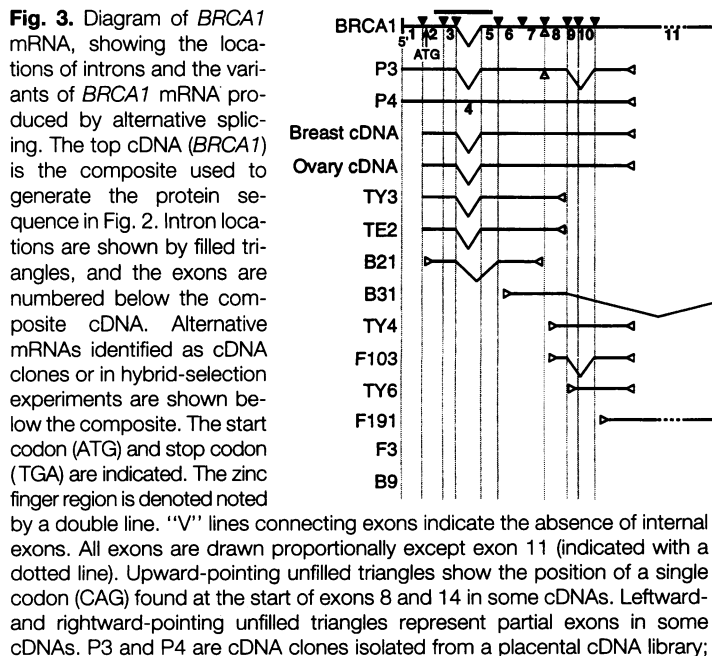 Fig. 3. Diagram of BRCA1
mRNA, showing the loca-
tions of introns and the vari-
ants of BRCA1 mRNA pro-
duced by alternative splic-
ing. The top cDNA (BRCA1)
is the composite used to
generate the protein se-
quence in Fig. 2. Intron loca-
tions are shown by filled tri-
angles, and the exons are
numbered below the com-
posite cDNA. Alternative
mRNAs identified as cDNA
clones or in hybrid-selection
experiments are shown be-
low the composite. The start
codon (ATG) and stop codon
(TGA) are indicated. The zinc
finger region is denoted noted
by a double line. "V" lines connecting exons indicate the absence of internal
exons. All exons are drawn proportionally except exon 11 (indicated with a
dotted line). Upward-pointing unfilled triangles show the position of a single
codon (CAG) found at the start of exons 8 and 14 in some cDNAs. Leftward-
and rightward-pointing unfilled triangles represent partial exons in some
cDNAs. P3 and P4 are cDNA clones isolated from a placental cDNA library;
BRCA1
5' 1 2 3 5 6 7 8 9 10 11
ATG
P3
P4
4
Breast cDNA
Ovary cDNA
TY3
TE2
B21
B31
TY4
F103
TY6
F191
F3
B9